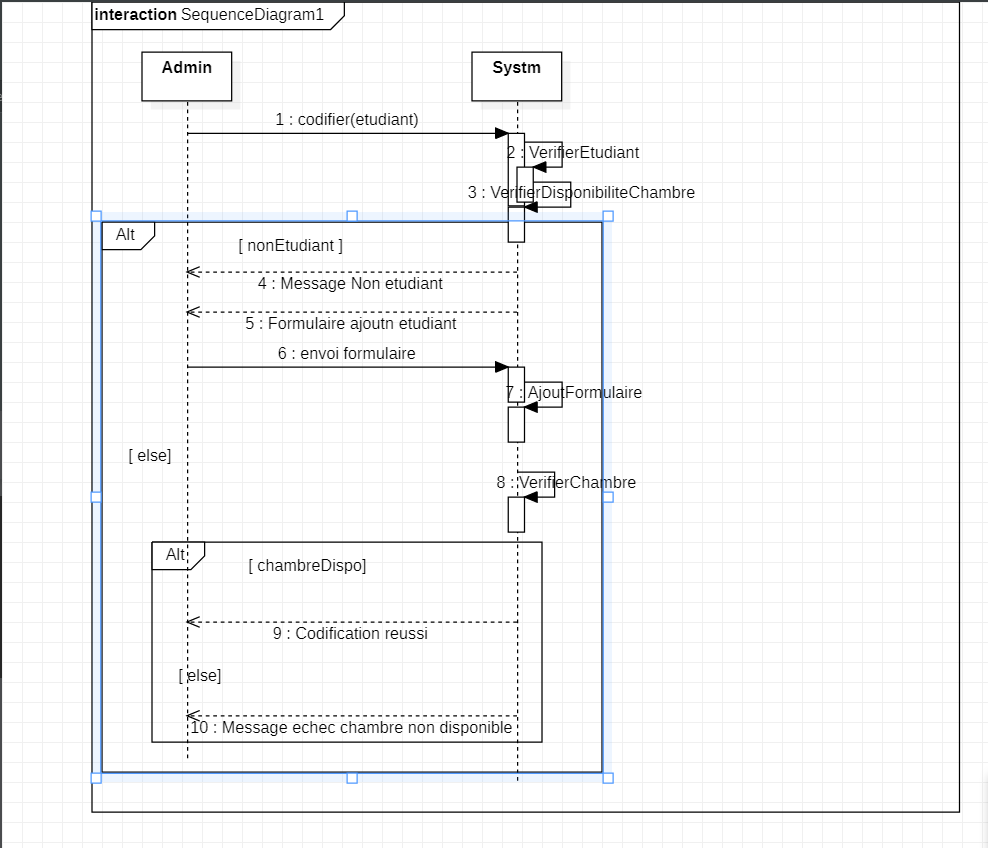 interaction SequenceDiagram1
Admin
Systm
1 : codifier(etudiant)
2 : VerifierEtudiant
3 : VerifierDisponibiliteChambre
Alt
[ nonEtudiant ]
4 : Message Non etudiant
5 : Formulaire ajoutn etudiant
6 : envoi formulaire
7 : AjoutFormulaire
[ else]
8 : VerifierChambre
Alt
[ chambreDispo]
9 : Codification reussi
[ else]
10 : Message echec chambre non disponible